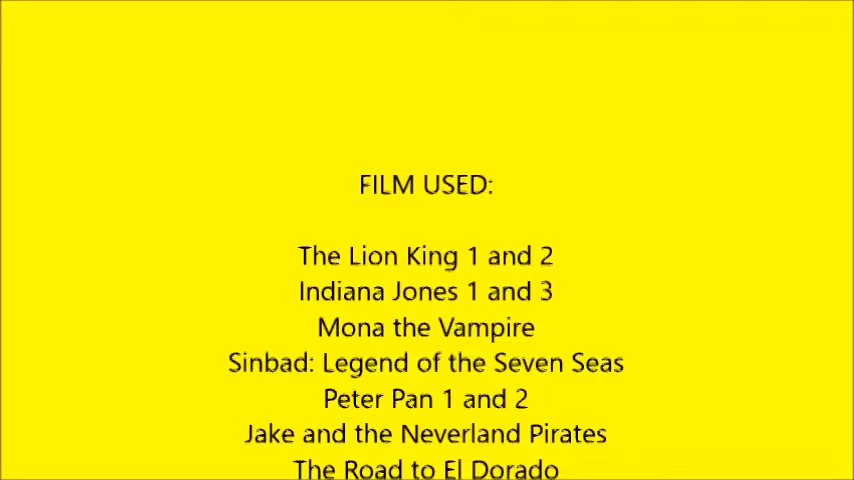 FILM USED:
The Lion King 1 and 2
Indiana Jones 1 and 3
Mona the Vampire
Sinbad: Legend of the Seven Seas
Peter Pan 1 and 2
Jake and the Neverland Pirates
The Road to El Dorado